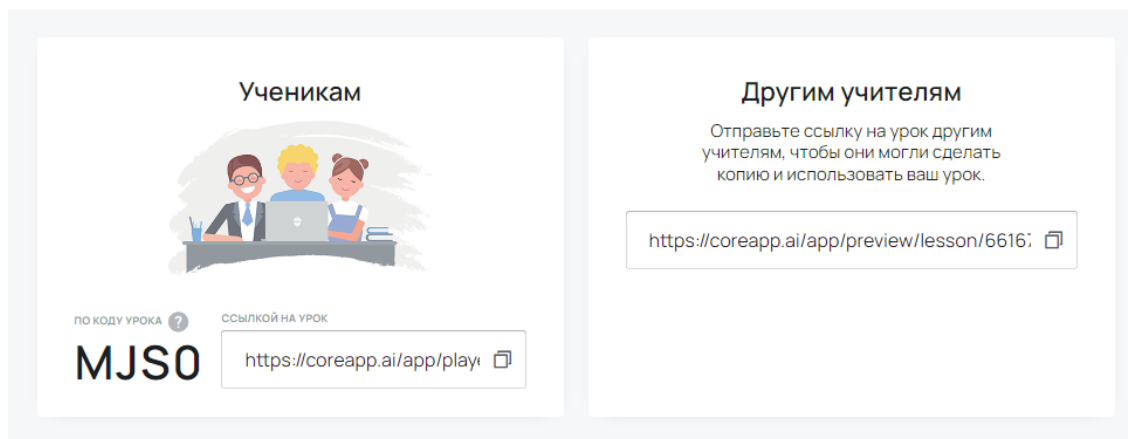 Ученикам
ПО КОДУ УРОКА ?
ССЫЛКОЙ НА УРОК
MJS0
https://coreapp.ai/app/playe
Другим учителям
Отправьте ссылку на урок другим
учителям, чтобы они могли сделать
копию и использовать ваш урок.
https://coreapp.ai/app/preview/lesson/66167